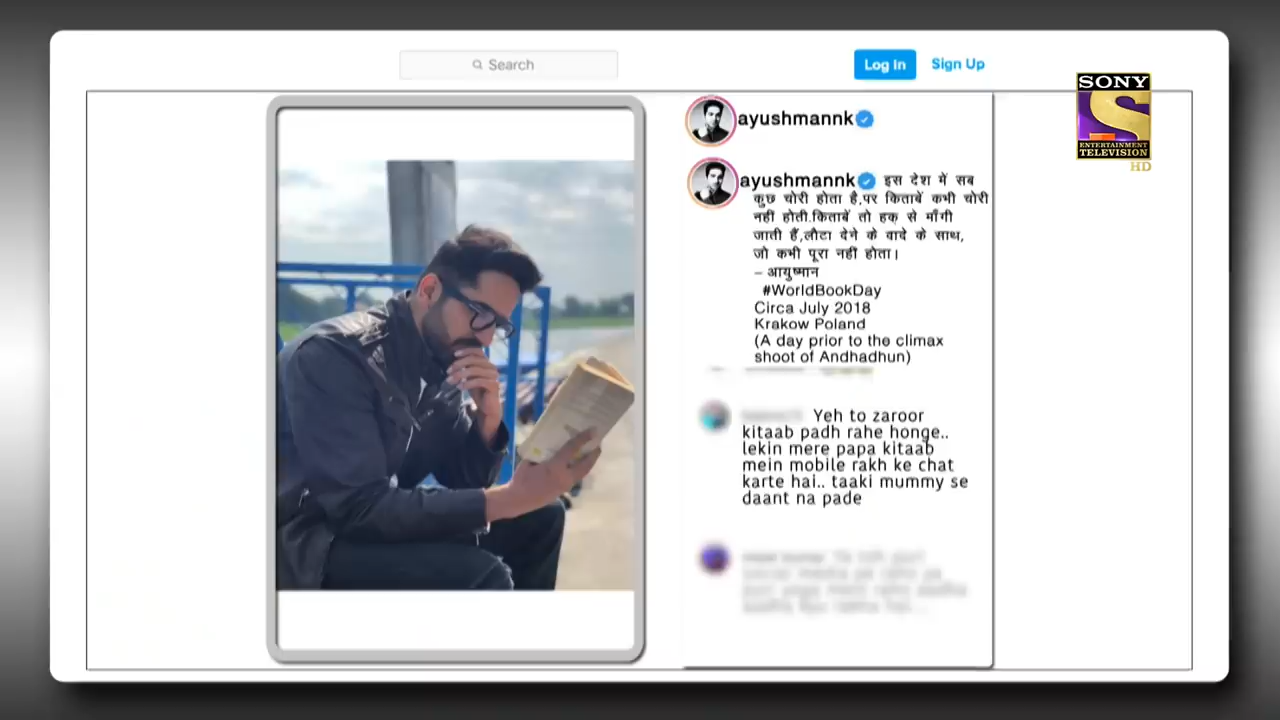 Search
Log In
Sign Up
SONY
S
ENTERTAINMENT
TELEVISION
HD
ayushmannk
ayushmannk इस देश में सब
कुछ चोरी होता है,पर किताबें कभी चोरी
नहीं होती.किताबें तो हक़ से माँगी
जाती हैं,लौटा देने के वादे के साथ,
जो कभी पूरा नहीं होता।
– आयुष्मान
#WorldBookDay
Circa July 2018
Krakow Poland
(A day prior to the climax
shoot of Andhadhun)
Yeh to zaroor
kitaab padh rahe honge..
lekin mere papa kitaab
mein mobile rakh ke chat
karte hai.. taaki mummy se
daant na pade